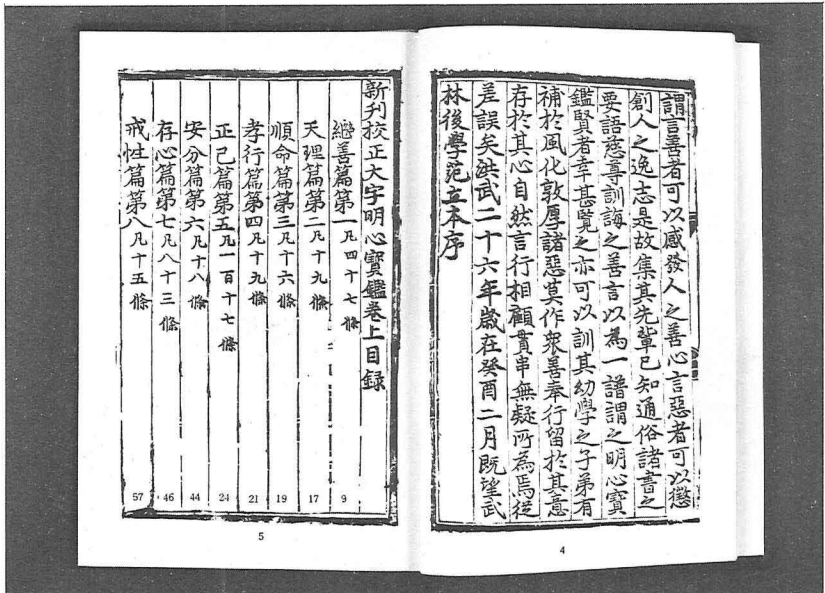 謂言善者可以感發人之善心言惡者可以懲
創人之逸志是故集其先輩已知通俗諸書之
要語慈尊訓誨之善言以為一譜謂之明心寶
鑑賢者幸甚覧之亦可以訓其幼學之子弟有
補於風化敦厚諸惡莫作衆善奉行留於其意
存於其心自然言行相顧貫串無疑所為焉從
差誤矣洪武二十六年歲在癸酉二月既望武
林後學范立本序
4
新刊校正大字明心寳鑑卷上目録
繼善篇第一凡四十七條 9
天理篇第二凡十九條 17
順命篇第三凡十六條 19
孝行篇第四凡十九條 21
正己篇第五凡一百十七條 24
安分篇第六凡十八條 44
存心篇第七凡八十三條 46
戒性篇第八凡十五條 57
5